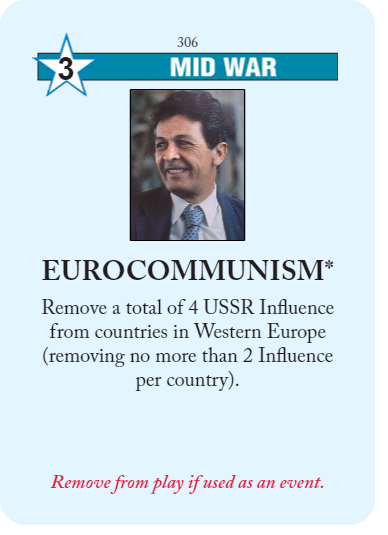 306
3 MID WAR
EUROCOMMUNISM*
Remove a total of 4 USSR Influence
from countries in Western Europe
(removing no more than 2 Influence
per country).
Remove from play if used as an event.